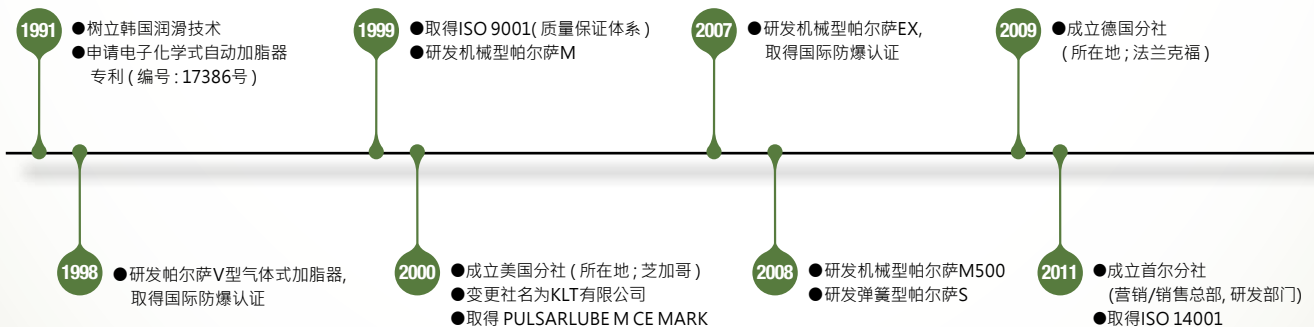 1991
●树立韩国润滑技术
●申请电子化学式自动加脂器
专利 ( 编号 : 17386号 )
1999
●取得ISO 9001( 质量保证体系 )
●研发机械型帕尔萨M
2007
●研发机械型帕尔萨EX,
取得国际防爆认证
2009
●成立德国分社
( 所在地 ; 法兰克福 )
1998
●研发帕尔萨V型气体式加脂器,
取得国际防爆认证
2000
●成立美国分社 ( 所在地 ; 芝加哥 )
●变更社名为KLT有限公司
●取得 PULSARLUBE M CE MARK
2008
●研发机械型帕尔萨M500
●研发弹簧型帕尔萨S
2011
●成立首尔分社
(营销/销售总部, 研发部门)
●取得ISO 14001